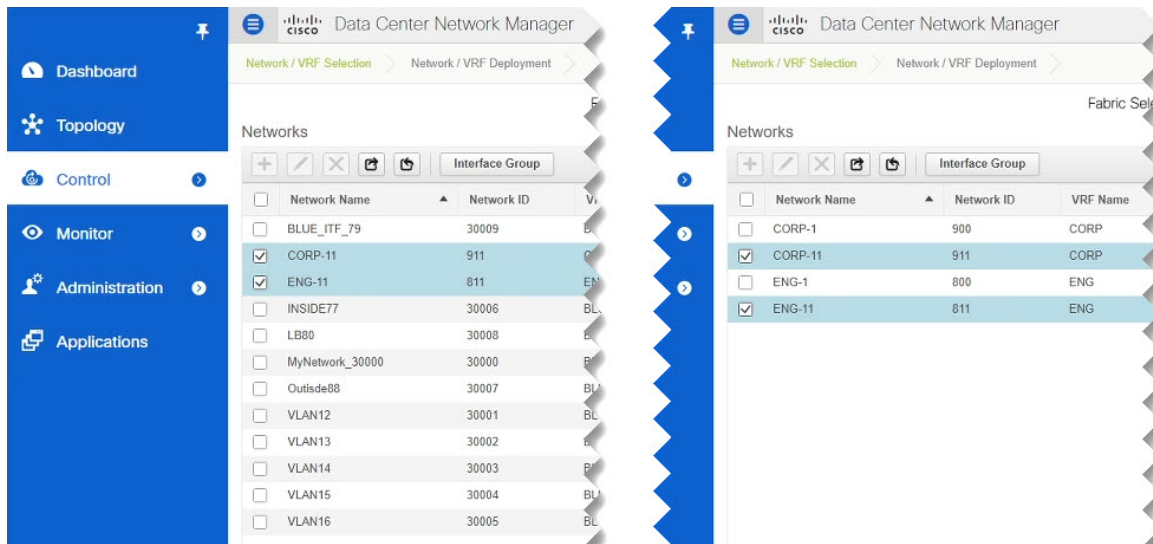 cisco Data Center Network Manager
Network / VRF Selection Network / VRF Deployment
Dashboard
Topology
Control
Monitor
Administration
Applications
Networks
Interface Group
Network Name Network ID
BLUE_ITF_79 30009
CORP-11 911
ENG-11 811
INSIDE77 30006
LB80 30008
MyNetwork_30000 30000
Outisde88 30007
VLAN12 30001
VLAN13 30002
VLAN14 30003
VLAN15 30004
VLAN16 30005
cisco Data Center Network Manager
Network / VRF Selection Network / VRF Deployment
Fabric
Networks
Interface Group
Network Name Network ID VRF Name
CORP-1 900 CORP
CORP-11 911 CORP
ENG-1 800 ENG
ENG-11 811 ENG